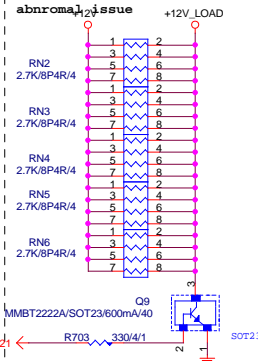 abnromal issue
+12V +12V_LOAD
1 2
3 4
RN2 5 6
2.7K/8P4R/4 7 8
1 2
3 4
RN3 5 6
2.7K/8P4R/4 7 8
1 2
3 4
RN4 5 6
2.7K/8P4R/4 7 8
1 2
RN5 3 4
2.7K/8P4R/4 5 6
7 8
1 2
RN6 3 4
2.7K/8P4R/4 5 6
7 8
3
Q9
MMBT2222A/SOT23/600mA/40
R703 330/4/1
2
1